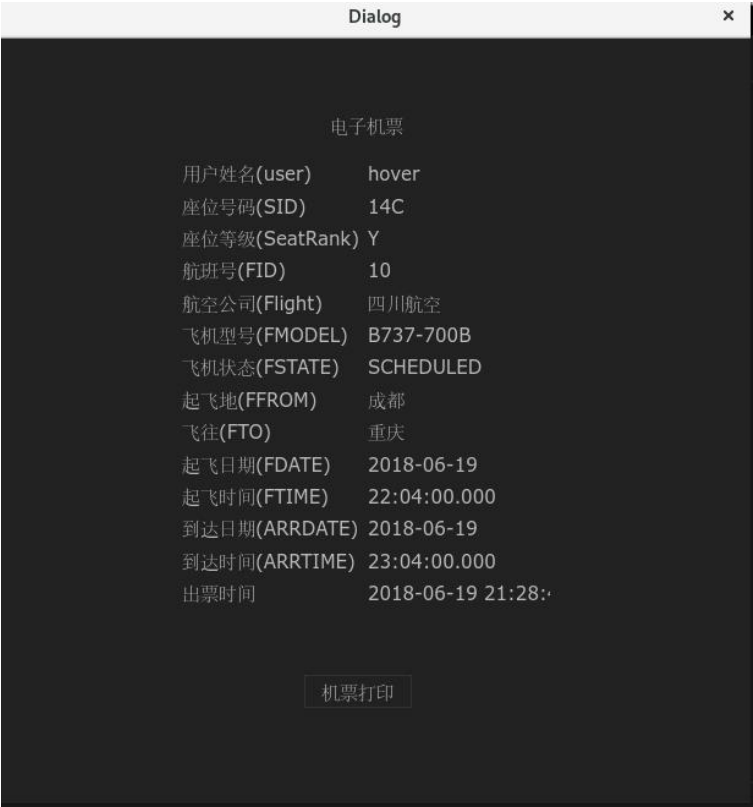 Dialog ×
电子机票
用户姓名(user) hover
座位号码(SID) 14C
座位等级(SeatRank) Y
航班号(FID) 10
航空公司(Flight) 四川航空
飞机型号(FMODEL) B737-700B
飞机状态(FSTATE) SCHEDULED
起飞地(FFROM) 成都
飞往(FTO) 重庆
起飞日期(FDATE) 2018-06-19
起飞时间(FTIME) 22:04:00.000
到达日期(ARRDATE) 2018-06-19
到达时间(ARRTIME) 23:04:00.000
出票时间 2018-06-19 21:28:
机票打印